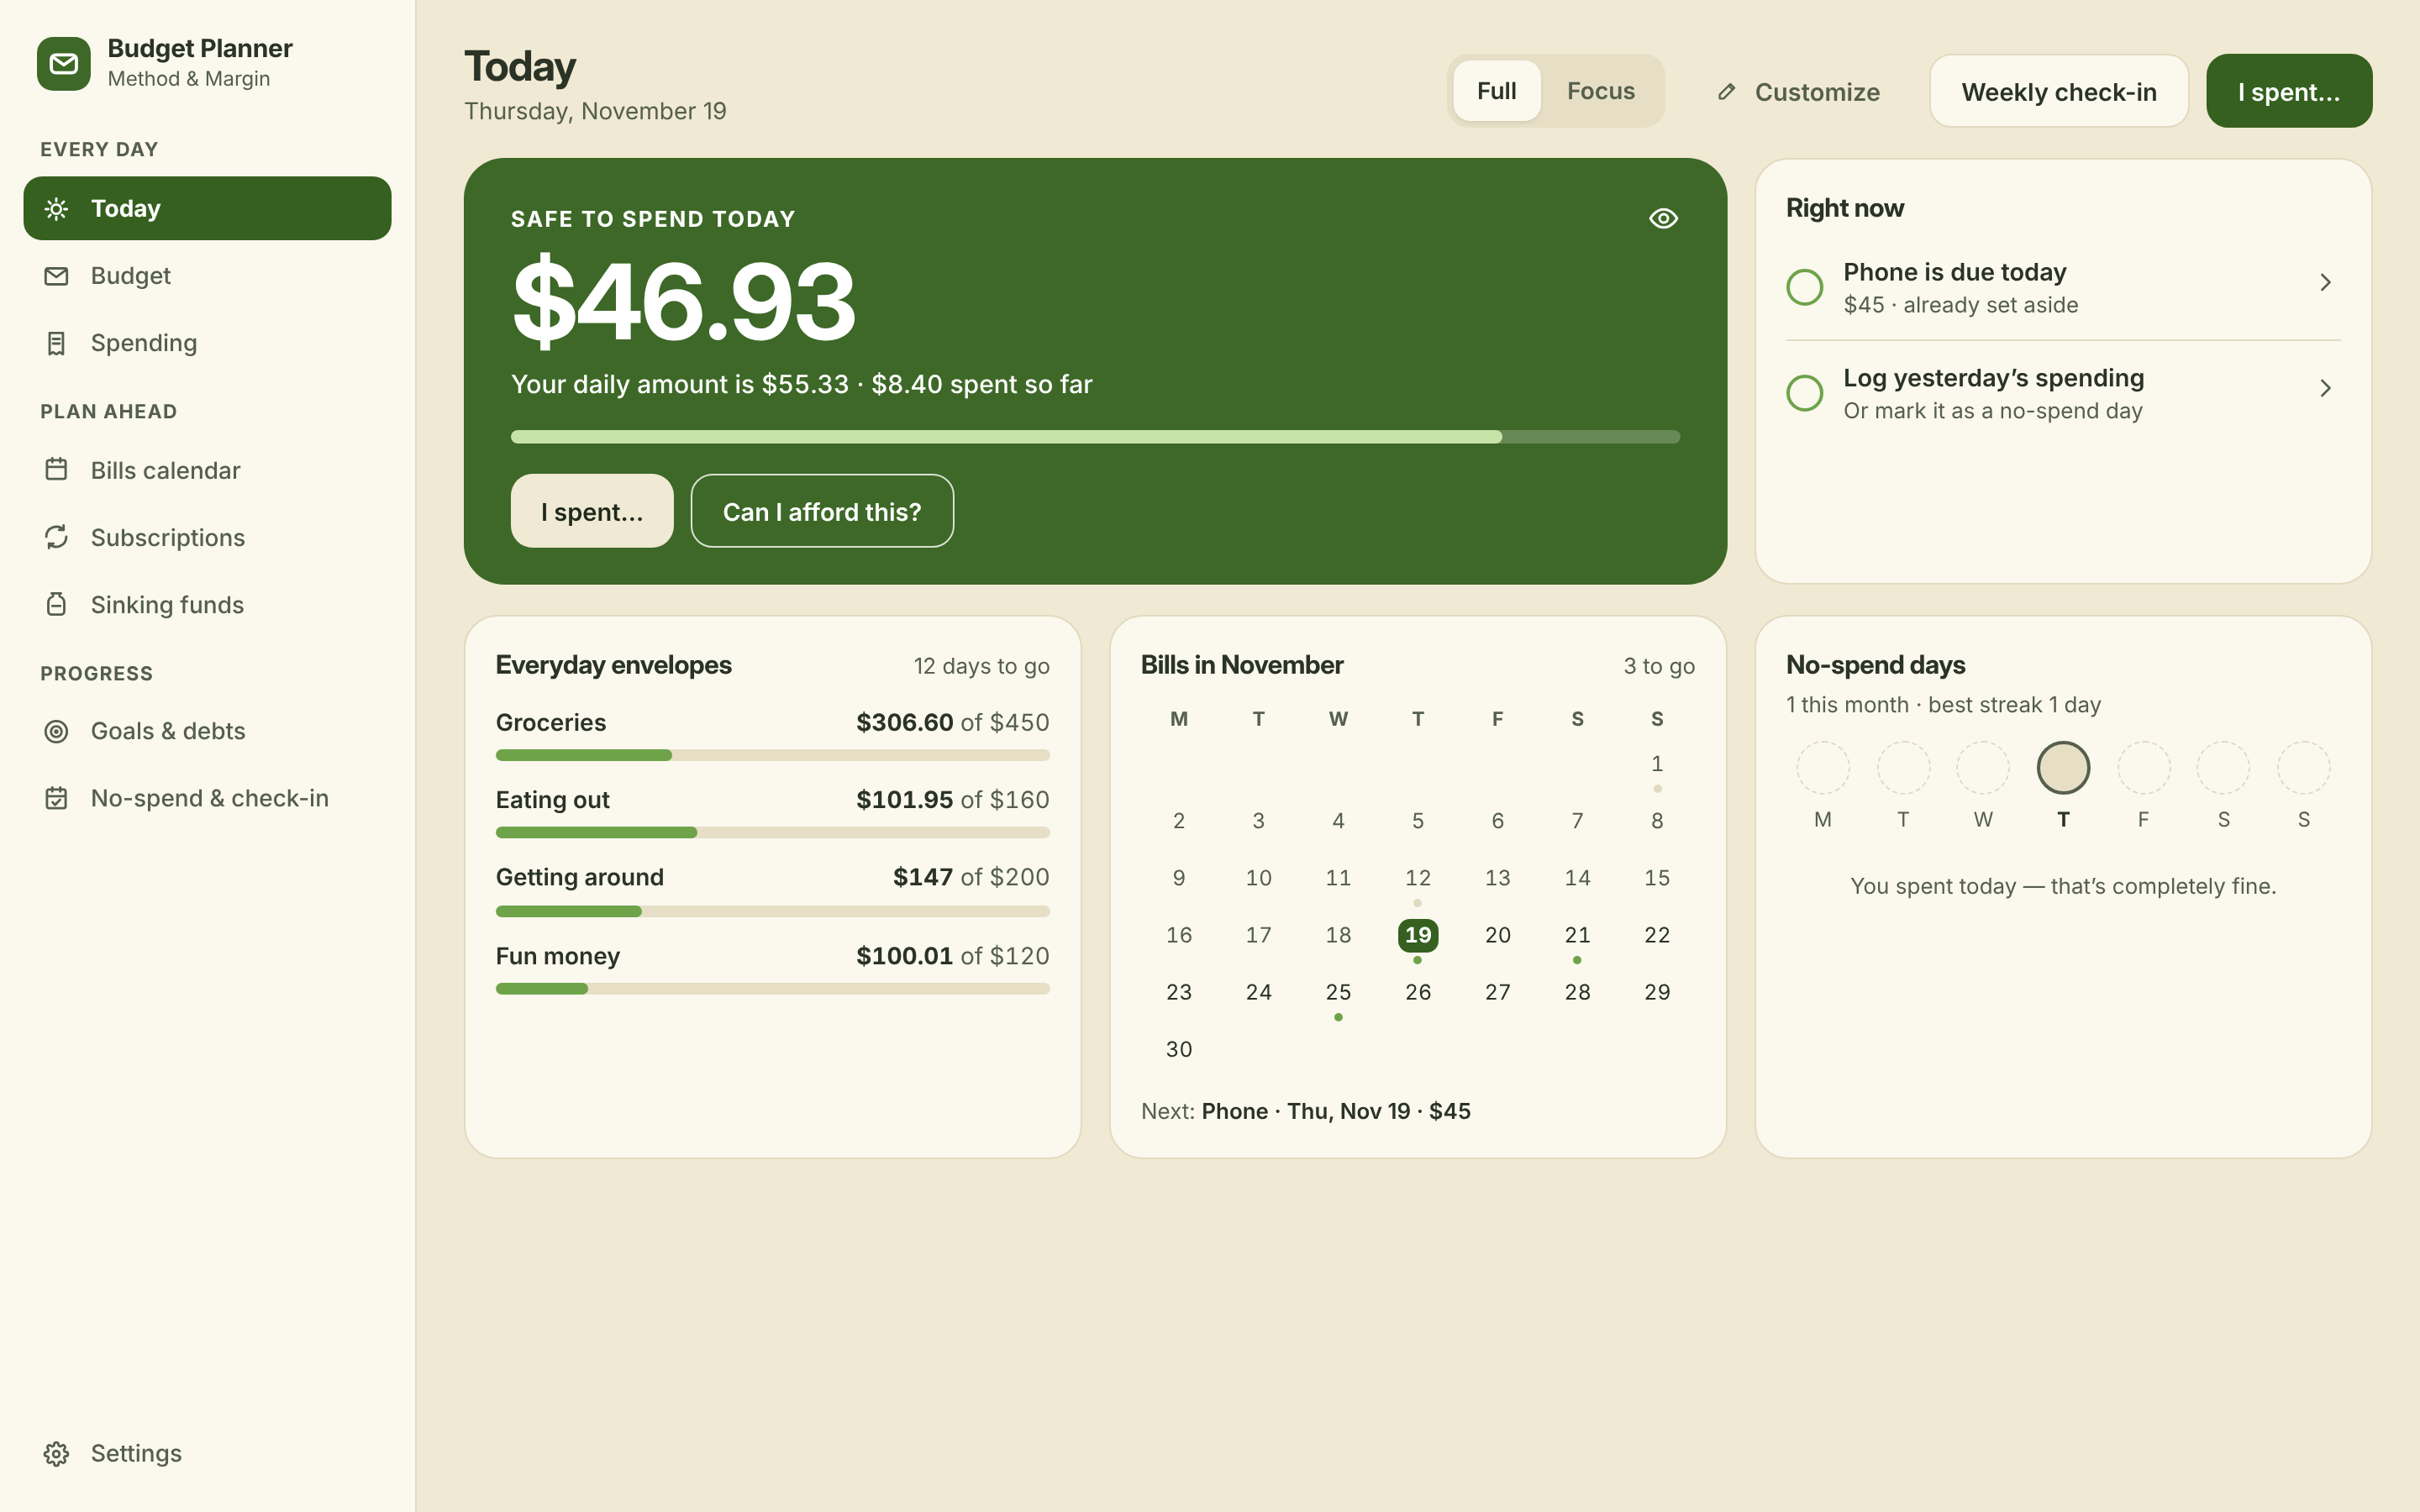 Budget Planner
Method & Margin
EVERY DAY
Today
Budget
Spending
PLAN AHEAD
Bills calendar
Subscriptions
Sinking funds
PROGRESS
Goals & debts
No-spend & check-in
Settings
Today
Thursday, November 19
Full
Focus
Customize
Weekly check-in
I spent...
SAFE TO SPEND TODAY
$46.93
Your daily amount is $55.33 · $8.40 spent so far
I spent...
Can I afford this?
Right now
Phone is due today
$45 · already set aside
Log yesterday’s spending
Or mark it as a no-spend day
Everyday envelopes
12 days to go
Groceries
$306.60 of $450
Eating out
$101.95 of $160
Getting around
$147 of $200
Fun money
$100.01 of $120
Bills in November
3 to go
M T W T F S S
1
2 3 4 5 6 7 8
9 10 11 12 13 14 15
16 17 18 19 20 21 22
23 24 25 26 27 28 29
30
Next: Phone · Thu, Nov 19 · $45
No-spend days
1 this month · best streak 1 day
M T W T F S S
You spent today — that’s completely fine.